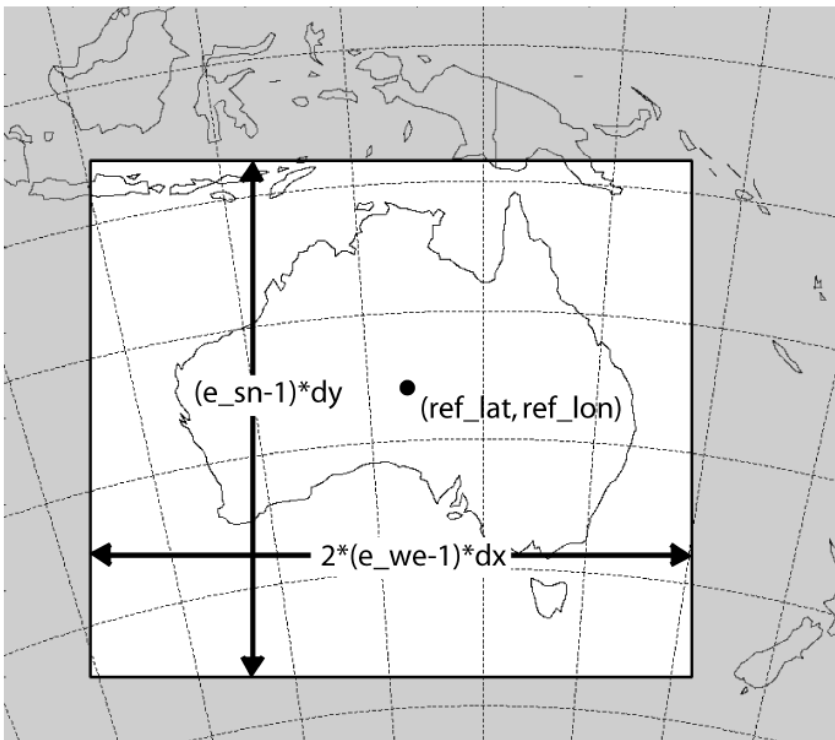 (e_sn-1)*dy
(ref_lat, ref_lon)
2*(e_we-1)*dx